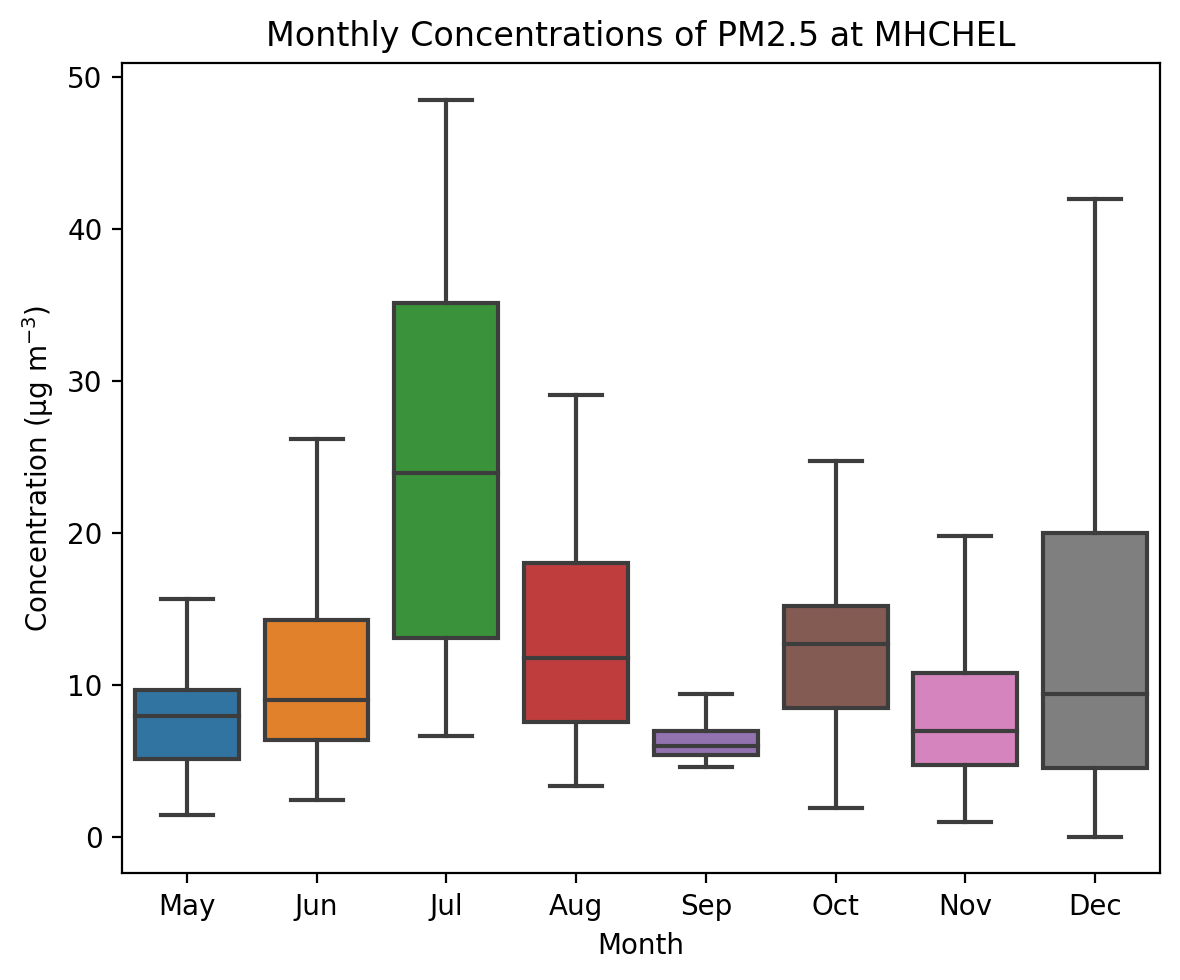 Monthly Concentrations of PM2.5 at MHCHEL
Concentration (µg m⁻³)
50
40
30
20
10
0
May Jun Jul Aug Sep Oct Nov Dec
Month